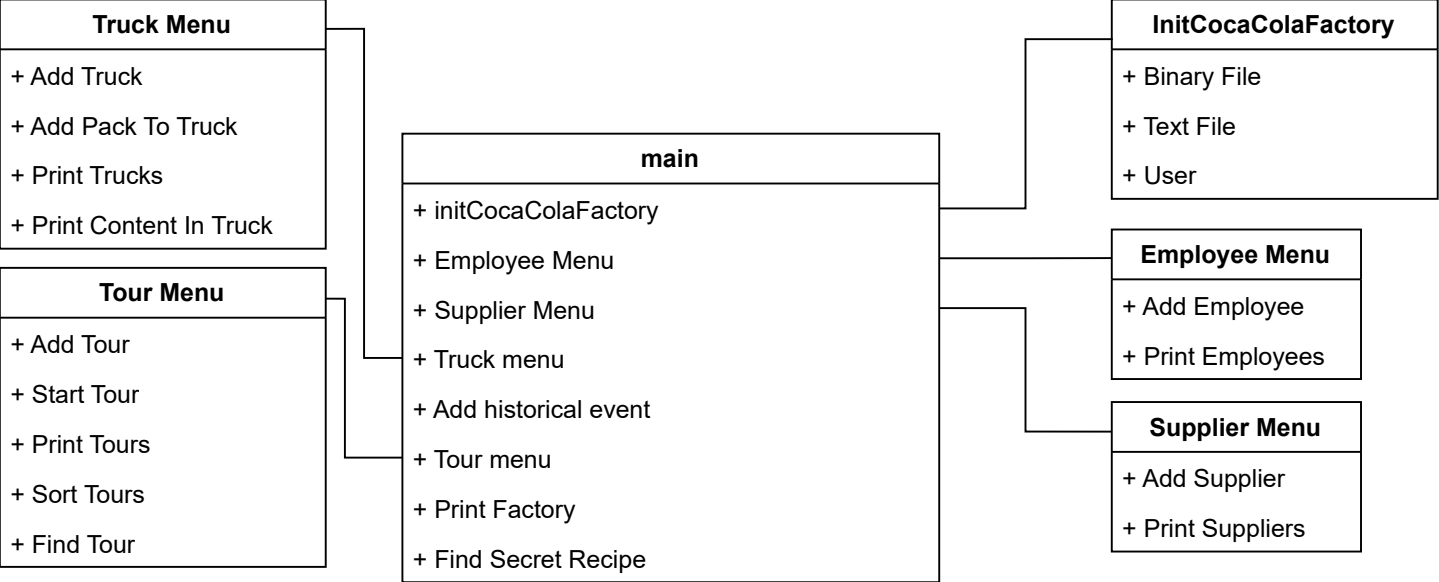 Truck Menu
+ Add Truck
+ Add Pack To Truck
+ Print Trucks
+ Print Content In Truck
Tour Menu
+ Add Tour
+ Start Tour
+ Print Tours
+ Sort Tours
+ Find Tour
main
+ initCocaColaFactory
+ Employee Menu
+ Supplier Menu
+ Truck menu
+ Add historical event
+ Tour menu
+ Print Factory
+ Find Secret Recipe
InitCocaColaFactory
+ Binary File
+ Text File
+ User
Employee Menu
+ Add Employee
+ Print Employees
Supplier Menu
+ Add Supplier
+ Print Suppliers